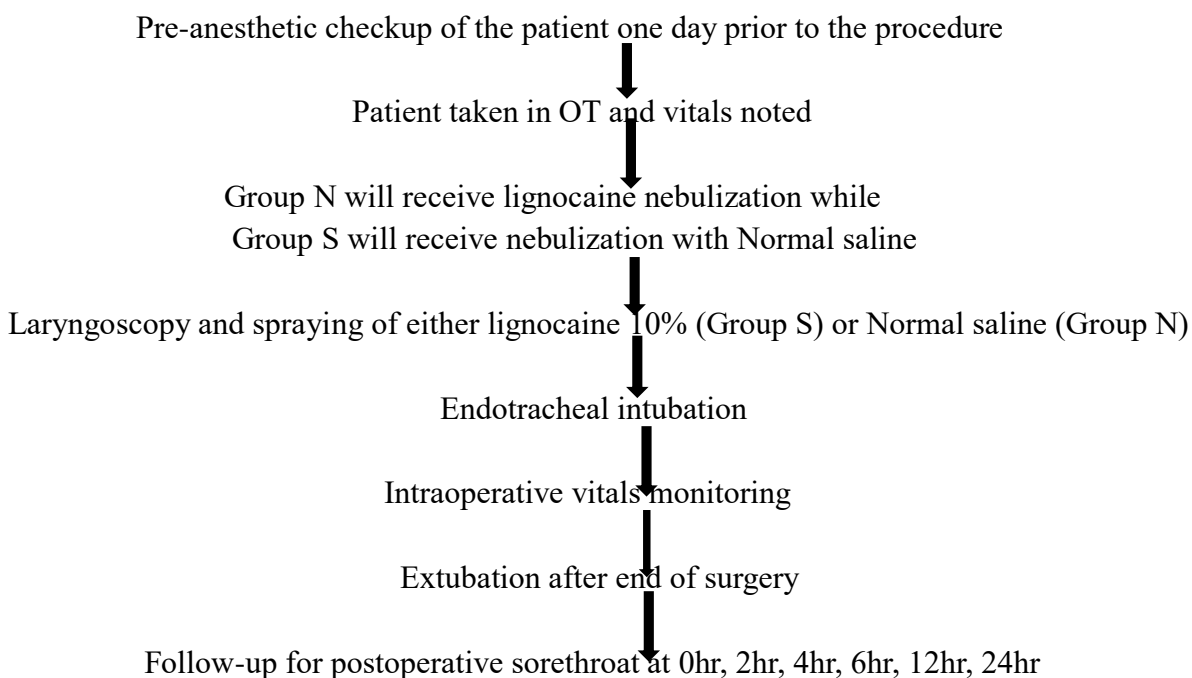 Pre-anesthetic checkup of the patient one day prior to the procedure
Patient taken in OT and vitals noted
Group N will receive lignocaine nebulization while
Group S will receive nebulization with Normal saline
Laryngoscopy and spraying of either lignocaine 10% (Group S) or Normal saline (Group N)
Endotracheal intubation
Intraoperative vitals monitoring
Extubation after end of surgery
Follow-up for postoperative sorethroat at 0hr, 2hr, 4hr, 6hr, 12hr, 24hr